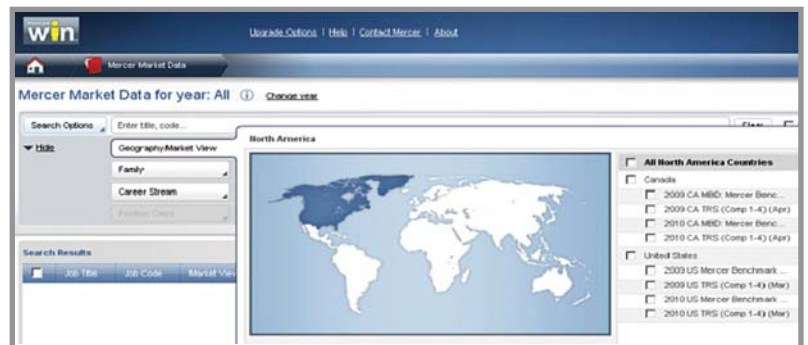 win
Upgrade Options | Help | Contact Mercer | About
Mercer Market Data
Mercer Market Data for year: All
Change year
Search Options
Enter title, code...
Hide
Geography/Market View
Family
Career Stream
Position Class
North America
All North America Countries
Canada
2009 CA MBD: Mercer Benc...
2009 CA TRS (Comp 1-4) (Apr)
2010 CA MBD: Mercer Benc...
2010 CA TRS (Comp 1-4) (Apr)
United States
2009 US Mercer Benchmark ...
2009 US TRS (Comp 1-4) (Mar)
2010 US Mercer Benchmark ...
2010 US TRS (Comp 1-4) (Mar)
Search Results
Job Title
Job Code
Market View